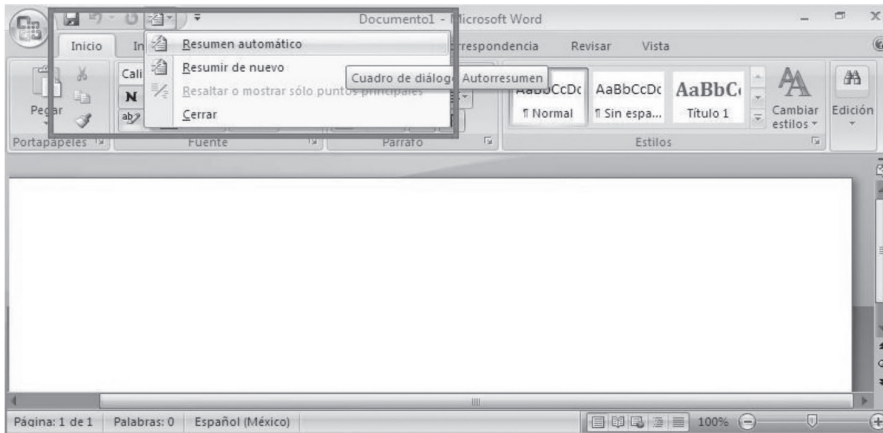 Documento1 - Microsoft Word
Inicio
In
rrespondencia
Revisar
Vista
Resumen automático
Resumir de nuevo
Resaltar o mostrar sólo puntos principales
Cerrar
Cuadro de diálogo Autorresumen
Pegar
Cali
N
ab
AaBbCcDc
AaBbCcDc
AaBbC
¶ Normal
¶ Sin espa...
Título 1
Cambiar
estilos
Edición
Portapapeles
Fuente
Párrafo
Estilos
Página: 1 de 1
Palabras: 0
Español (México)
100%